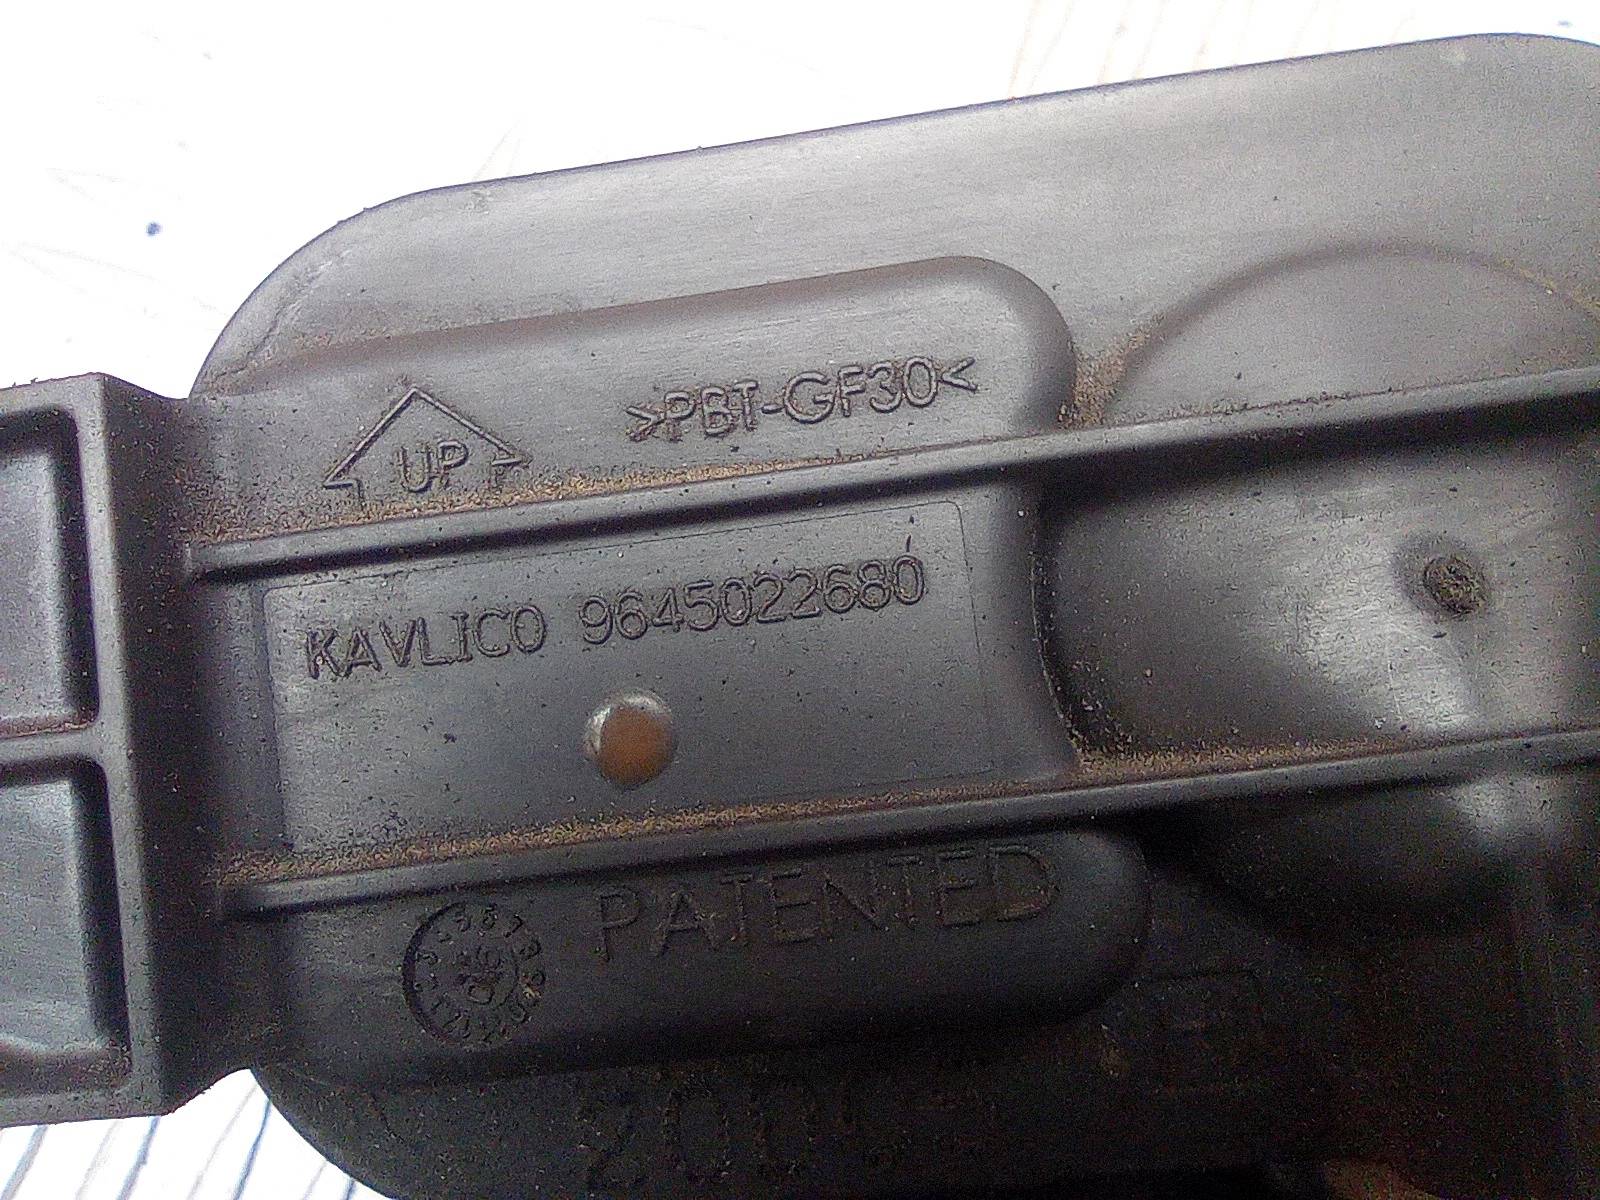 UP
>PBT-GF30<
KAVLICO 9645022680
PATENTED